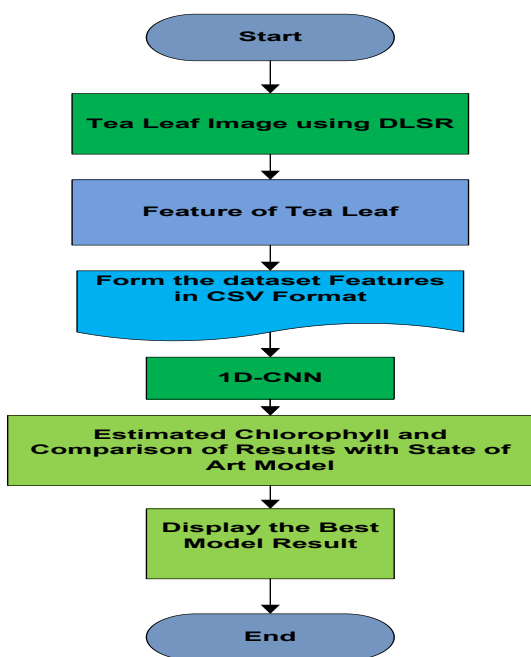 Start
Tea Leaf Image using DLSR
Feature of Tea Leaf
Form the dataset Features
in CSV Format
1D-CNN
Estimated Chlorophyll and
Comparison of Results with State of
Art Model
Display the Best
Model Result
End